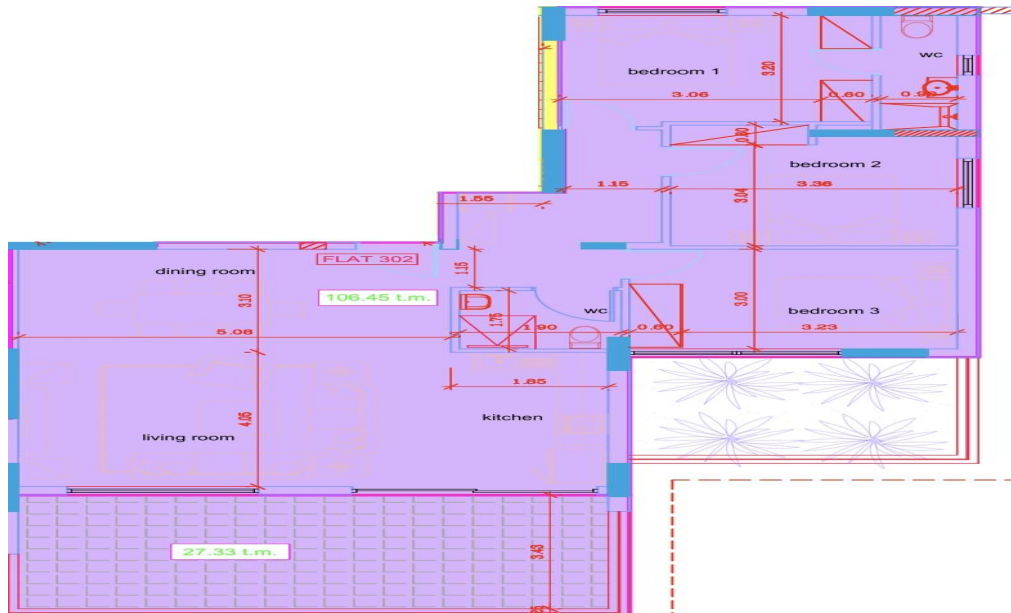 wc
bedroom 1
3.20
3.06
0.60
0.90
0.80
bedroom 2
1.15
3.36
3.04
1.55
FLAT 302
dining room
1.15
106.45 t.m.
3.10
3.00
1.75
wc
bedroom 3
5.08
1.90
0.60
3.23
1.85
4.05
living room
kitchen
27.33 t.m.
3.43